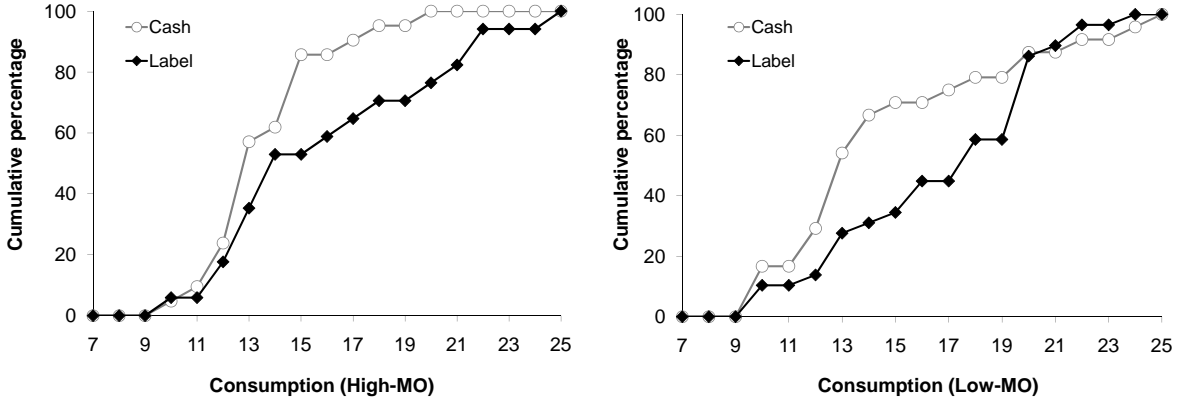 Cumulative percentage
100
80
60
40
20
0
Cash
Label
7 9 11 13 15 17 19 21 23 25
Consumption (High-MO)
Cumulative percentage
100
80
60
40
20
0
Cash
Label
7 9 11 13 15 17 19 21 23 25
Consumption (Low-MO)